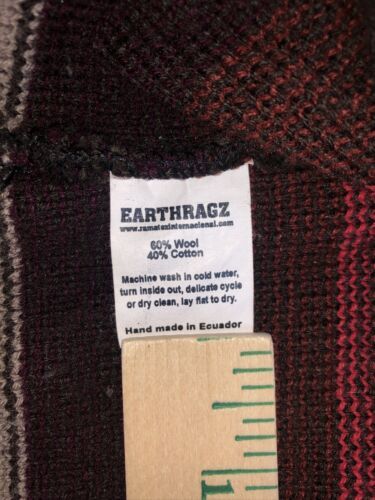 EARTHRAGZ
www.ramatexinternacional.com
60% Wool
40% Cotton
Machine wash in cold water,
turn inside out, delicate cycle
or dry clean, lay flat to dry.
Hand made in Ecuador
1